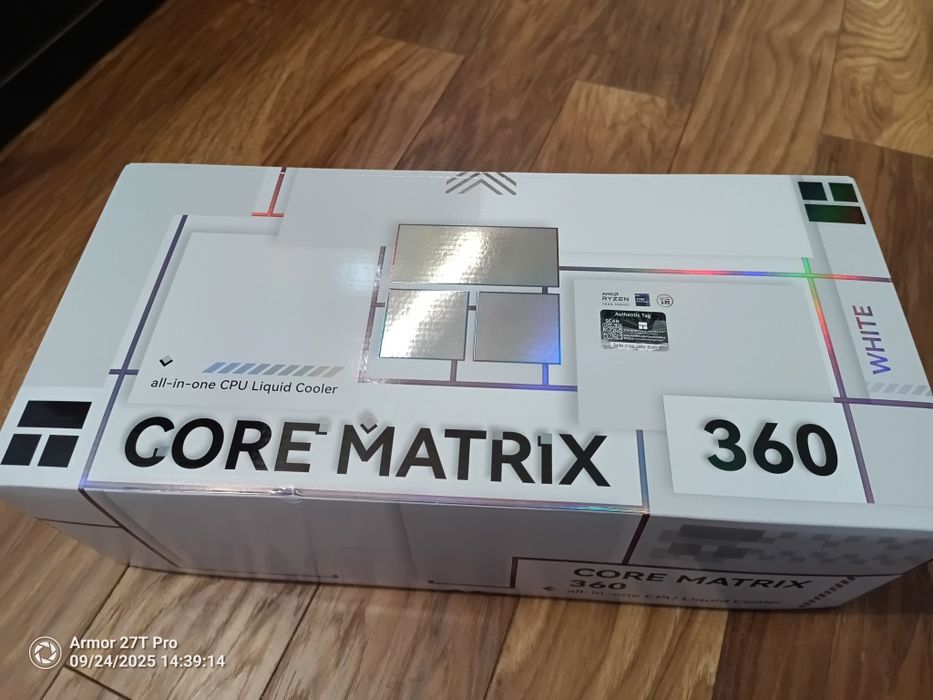 AMD
RYZEN
Authentic Tag
SCAN
WHITE
all-in-one CPU Liquid Cooler
CORE MATRIX
360
CORE MATRIX
360
all-in-one CPU Liquid Cooler
Armor 27T Pro
09/24/2025 14:39:14